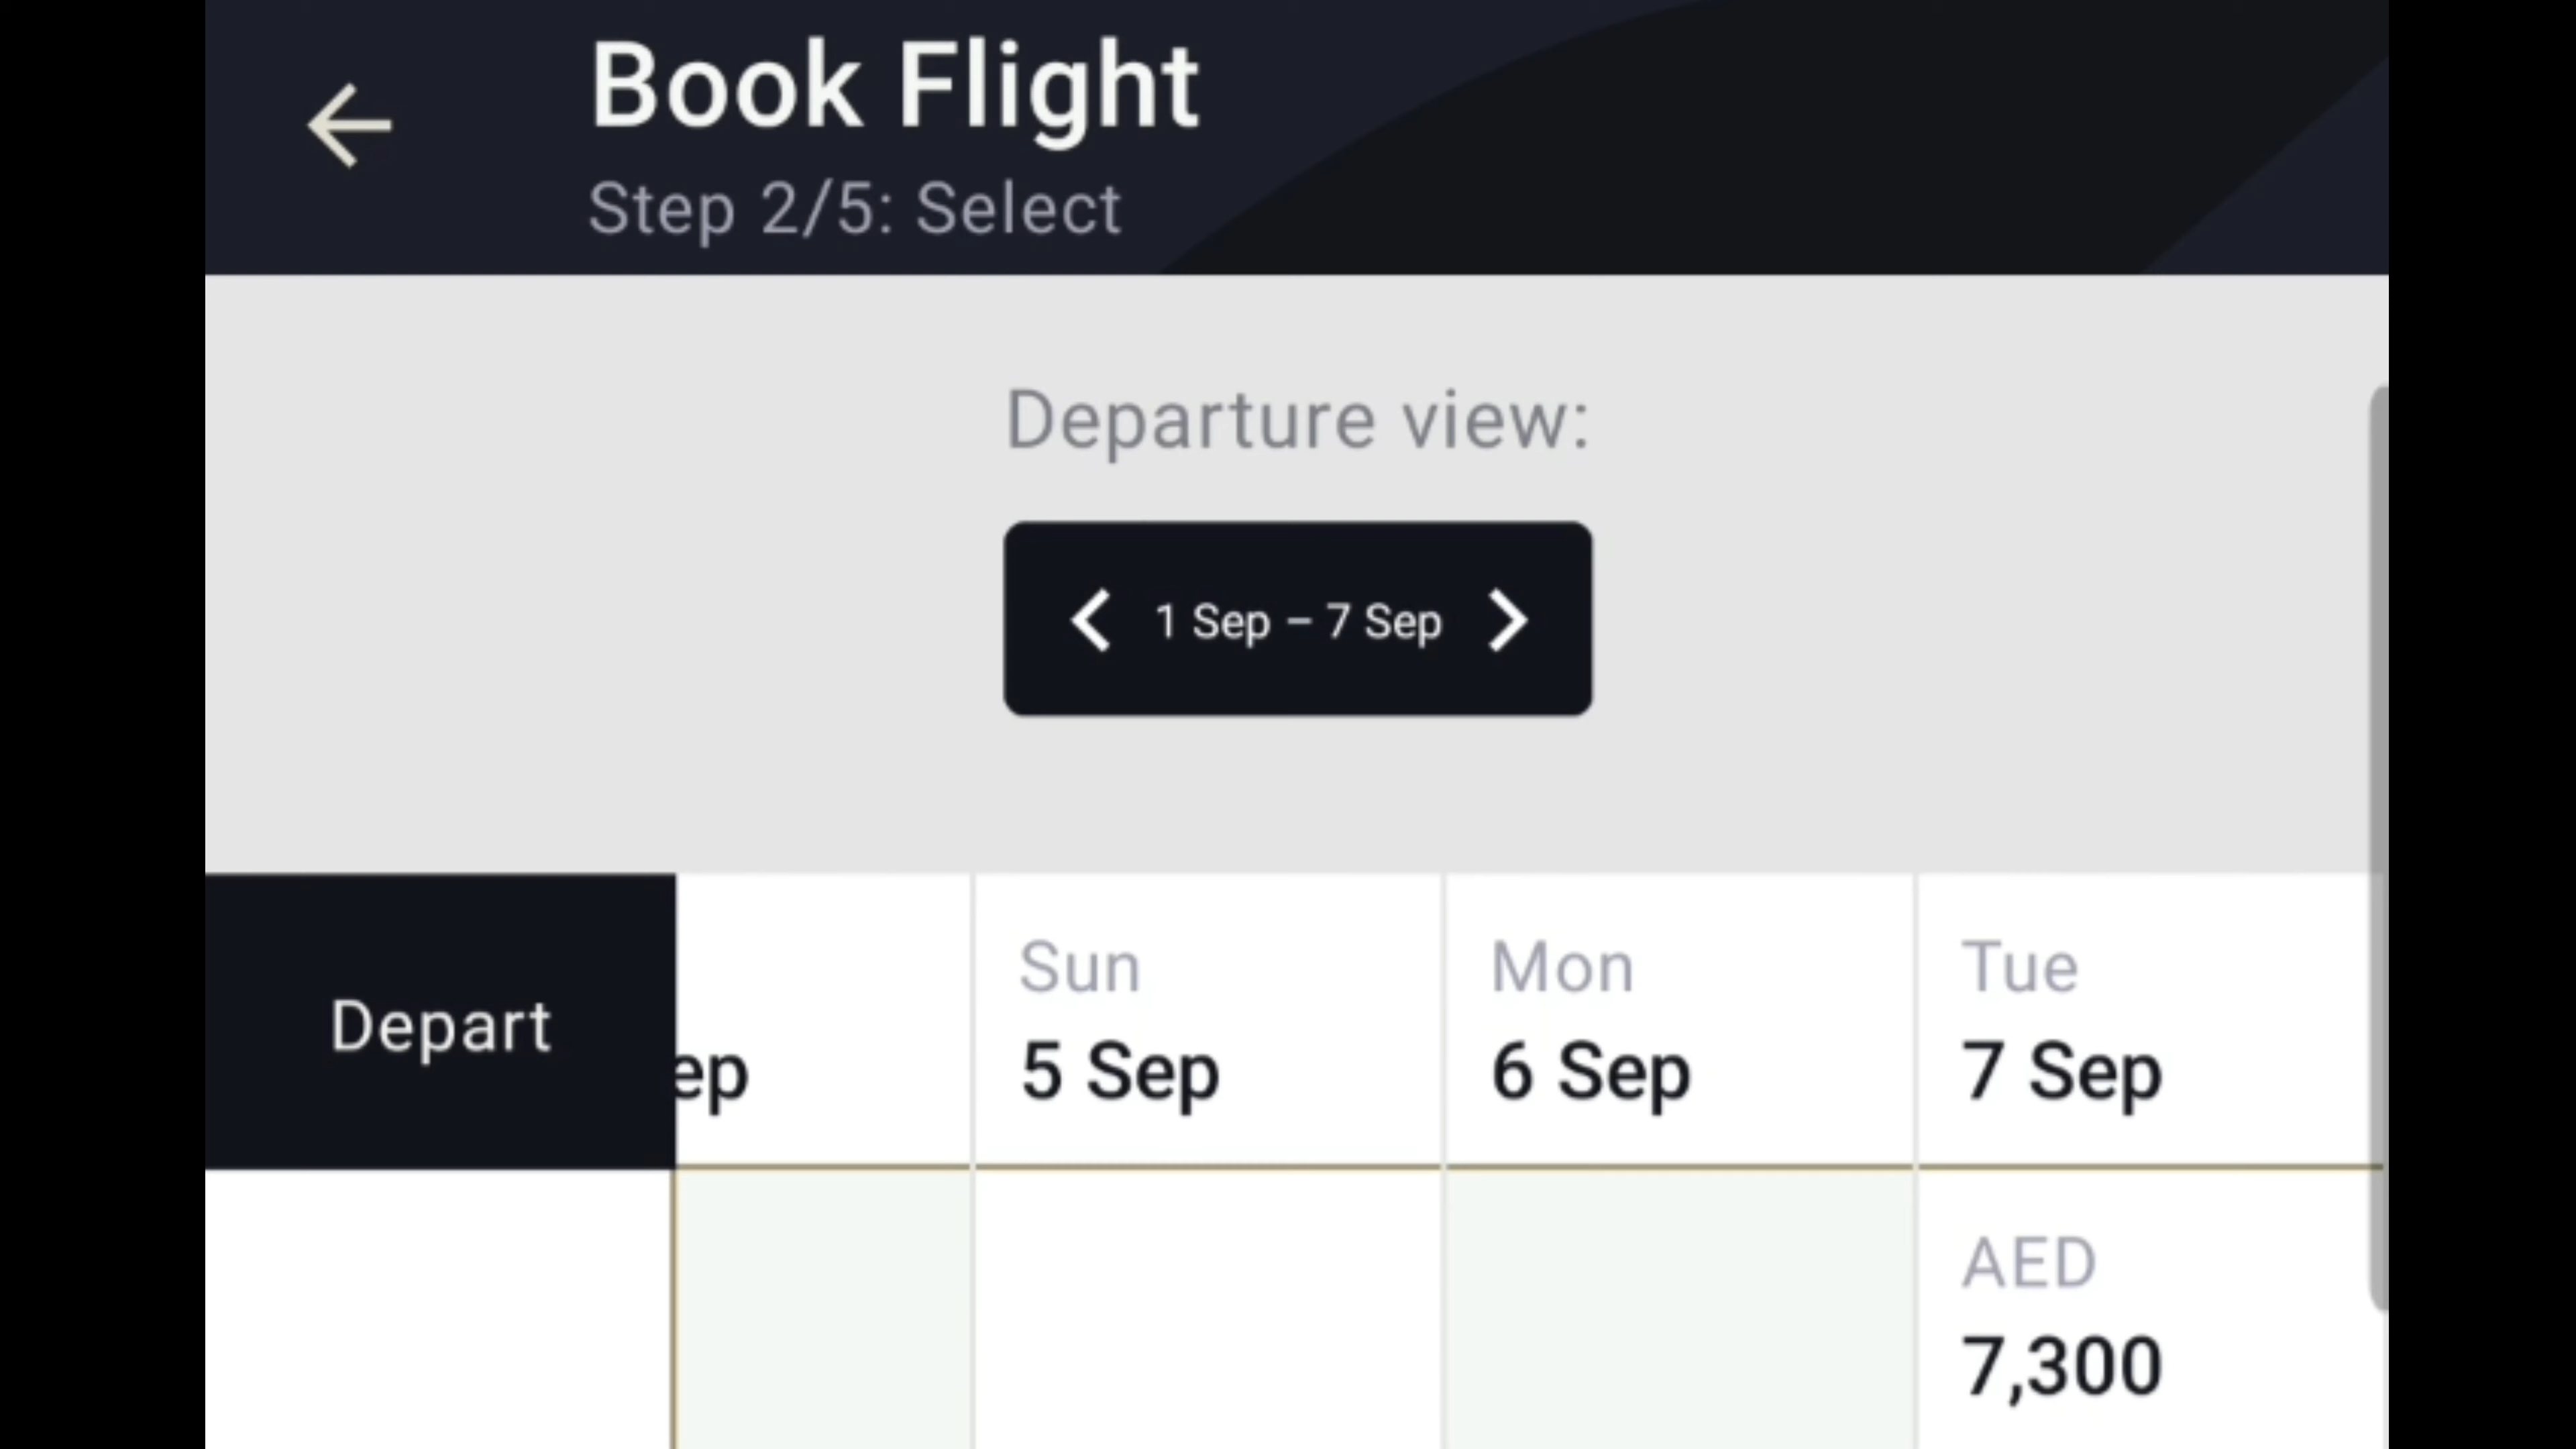 Book Flight
Step 2/5: Select
Departure view:
1 Sep – 7 Sep
Depart
ep
Sun
5 Sep
Mon
6 Sep
Tue
7 Sep
AED
7,300